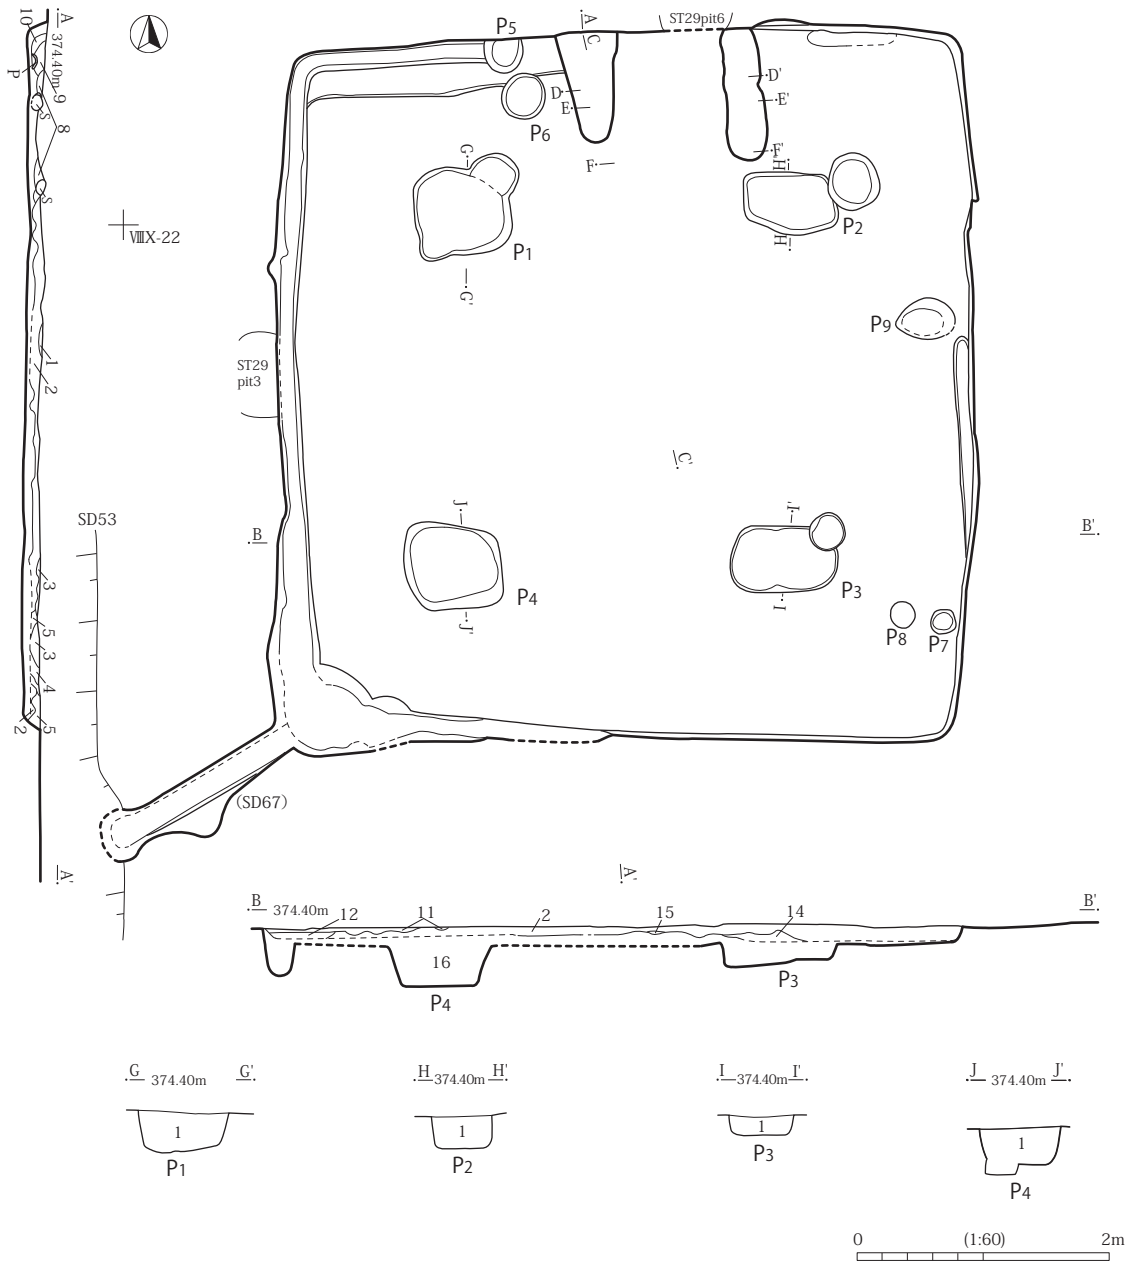 A
374.40m
10
P
9
S
8
S
1
2
3
5
3
4
5
2
A'
ⅧX-22
SD53
ST29
pit3
P5
P6
A
C
ST29pit6
D
E
F
D'
E'
F'
G
P1
G'
H
H'
P2
P9
C'
B
B'
J
P4
J'
I'
P3
I
P8
P7
(SD67)
A'
B
374.40m
12
11
2
15
14
B'
16
P4
P3
G
374.40m
G'
H
374.40m
H'
I
374.40m
I'
J
374.40m
J'
1
P1
1
P2
1
P3
1
P4
0
(1:60)
2m